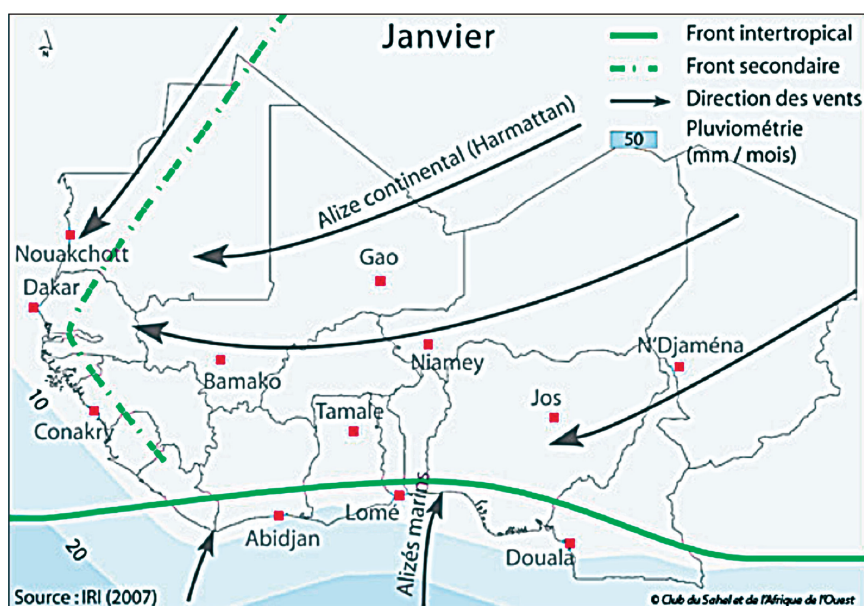 Janvier
N
Front intertropical
Front secondaire
Direction des vents
50
Pluviométrie
(mm / mois)
Alize continental (Harmattan)
Nouakchott
Gao
Dakar
Niamey
N'Djaména
Bamako
10
Tamale
Jos
Conakry
Lomé
Abidjan
Alizés marins
Douala
20
Source : IRI (2007)
© Club du Sahel et de l'Afrique de l'Ouest